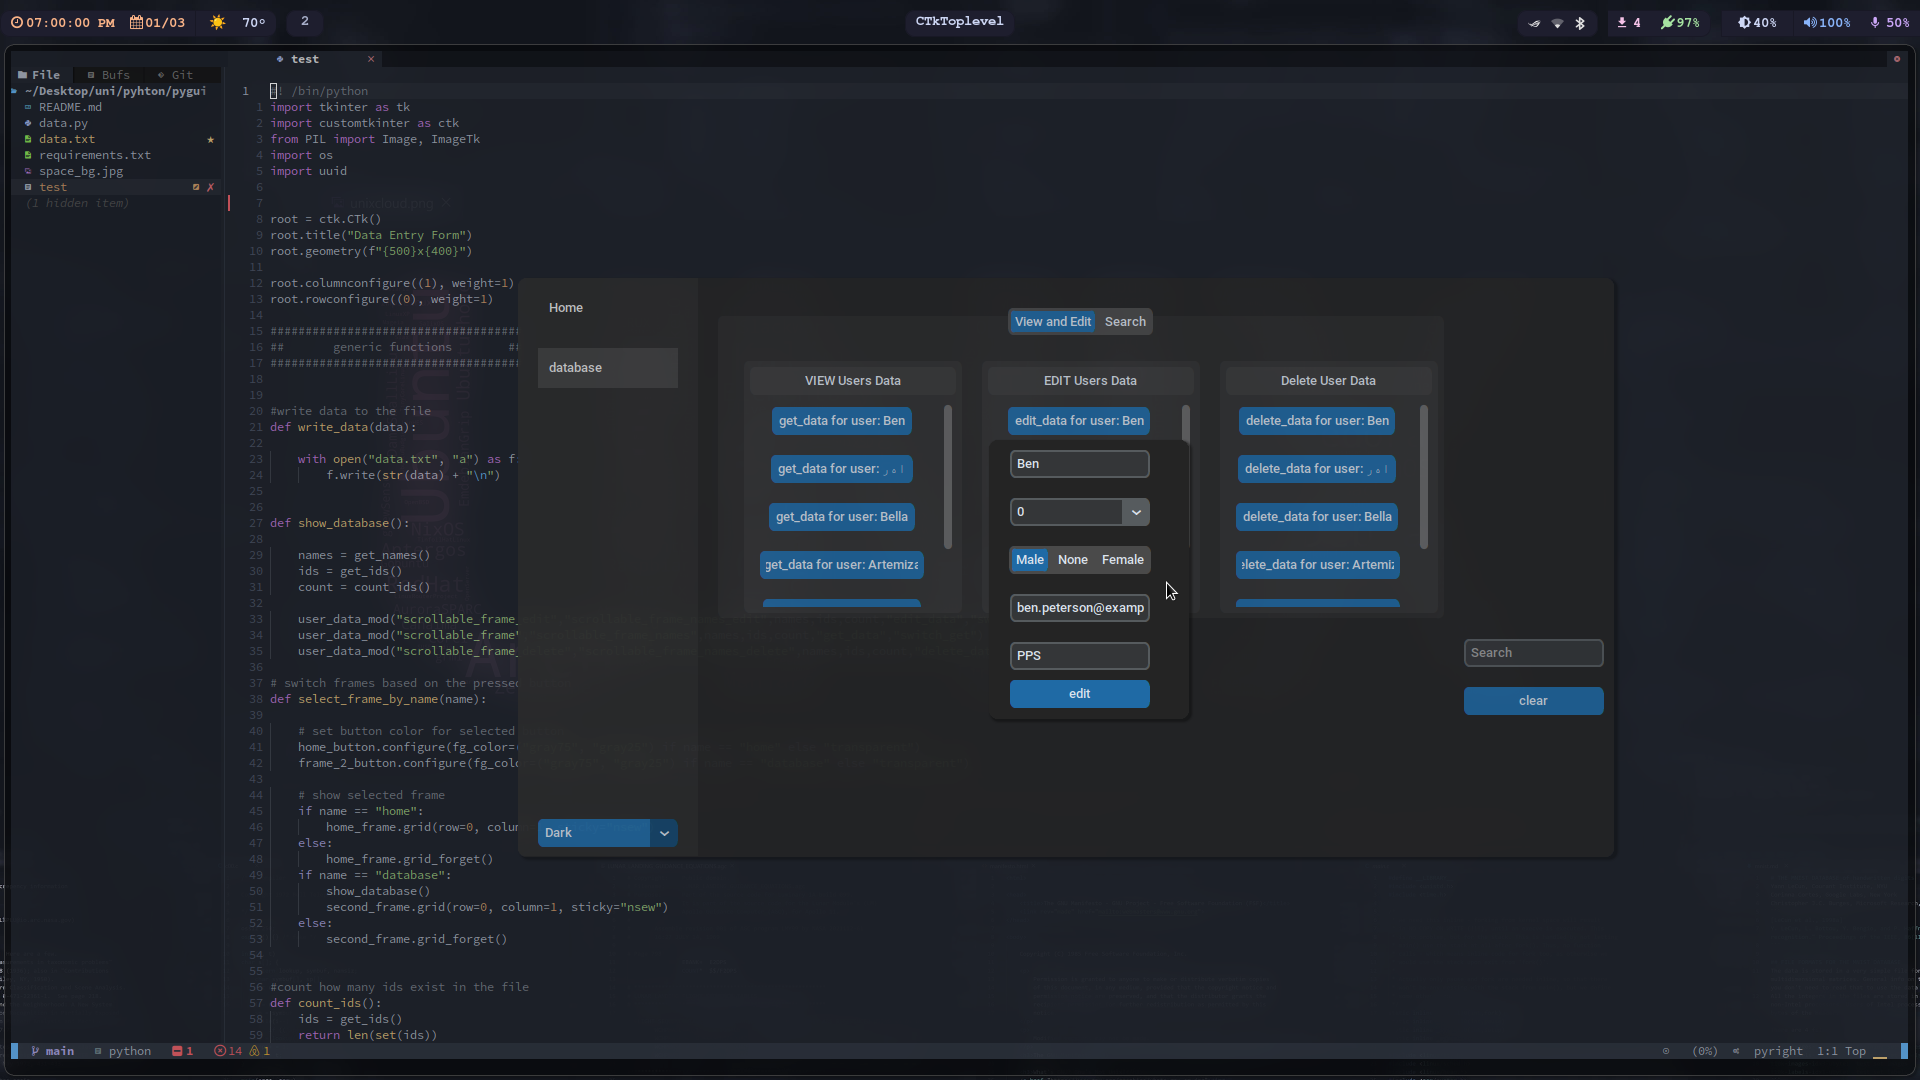 07:00:00 PM 01/03 70° 2 CTkToplevel 4 97% 40% 100% 50%
File Bufs Git
~/Desktop/uni/pyhton/pygui
README.md
data.py
data.txt
requirements.txt
space_bg.jpg
test
(1 hidden item)
test
1 ! /bin/python
1 import tkinter as tk
2 import customtkinter as ctk
3 from PIL import Image, ImageTk
4 import os
5 import uuid
6
7
8 root = ctk.CTk()
9 root.title("Data Entry Form")
10 root.geometry(f"{500}x{400}")
11
12 root.columnconfigure((1), weight=1)
13 root.rowconfigure((0), weight=1)
14
15 ###################################
16 ## generic functions ##
17 ###################################
18
19
20 #write data to the file
21 def write_data(data):
22
23 with open("data.txt", "a") as f:
24 f.write(str(data) + "\n")
25
26
27 def show_database():
28
29 names = get_names()
30 ids = get_ids()
31 count = count_ids()
32
33 user_data_mod("scrollable_frame_
34 user_data_mod("scrollable_frame"
35 user_data_mod("scrollable_frame_
36
37 # switch frames based on the presse
38 def select_frame_by_name(name):
39
40 # set button color for selected
41 home_button.configure(fg_color=
42 frame_2_button.configure(fg_colo
43
44 # show selected frame
45 if name == "home":
46 home_frame.grid(row=0, colu
47 else:
48 home_frame.grid_forget()
49 if name == "database":
50 show_database()
51 second_frame.grid(row=0, column=1, sticky="nsew")
52 else:
53 second_frame.grid_forget()
54
55
56 #count how many ids exist in the file
57 def count_ids():
58 ids = get_ids()
59 return len(set(ids))
Home
database
Dark
View and Edit Search
VIEW Users Data
get_data for user: Ben
get_data for user:
get_data for user: Bella
get_data for user: Artemiza
EDIT Users Data
edit_data for user: Ben
Ben
0
Male None Female
ben.peterson@examp
PPS
edit
Delete User Data
delete_data for user: Ben
delete_data for user:
delete_data for user: Bella
elete_data for user: Artemi
Search
clear
main python 1 14 1 (0%) pyright 1:1 Top